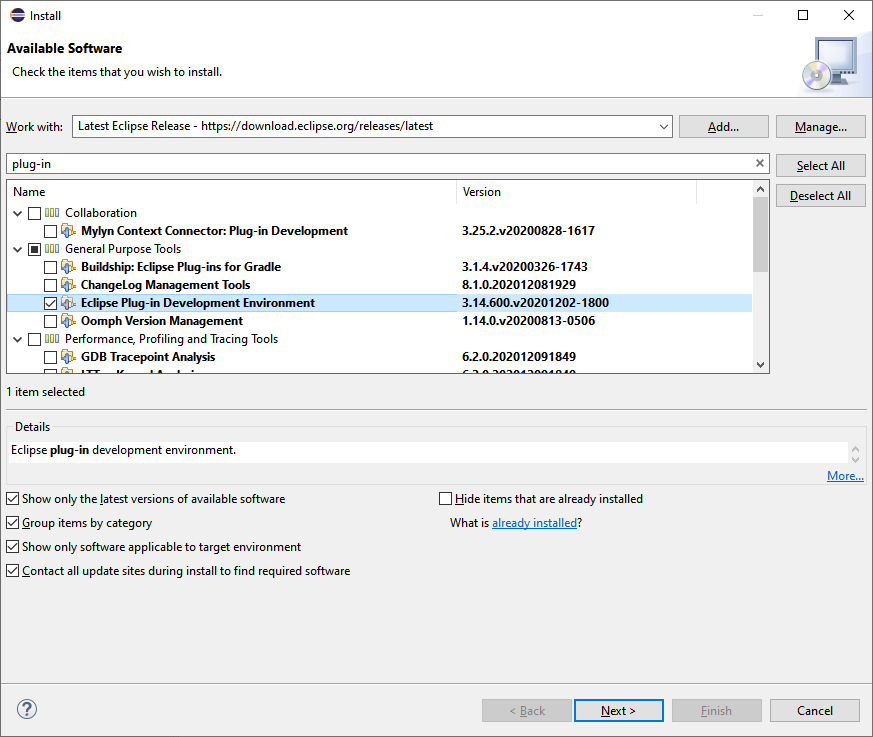 Install
Available Software
Check the items that you wish to install.
Work with: Latest Eclipse Release - https://download.eclipse.org/releases/latest Add... Manage...
plug-in Select All
Deselect All
Name Version
Collaboration
Mylyn Context Connector: Plug-in Development 3.25.2.v20200828-1617
General Purpose Tools
Buildship: Eclipse Plug-ins for Gradle 3.1.4.v20200326-1743
ChangeLog Management Tools 8.1.0.202012081929
Eclipse Plug-in Development Environment 3.14.600.v20201202-1800
Oomph Version Management 1.14.0.v20200813-0506
Performance, Profiling and Tracing Tools
GDB Tracepoint Analysis 6.2.0.202012091849
1 item selected
Details
Eclipse plug-in development environment.
More...
Show only the latest versions of available software Hide items that are already installed
Group items by category What is already installed?
Show only software applicable to target environment
Contact all update sites during install to find required software
? < Back Next > Finish Cancel